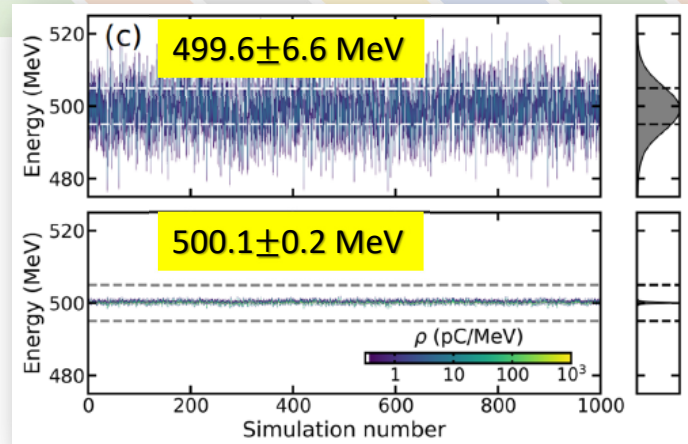 (c)
499.6±6.6 MeV
Energy (MeV)
520
500
480
500.1±0.2 MeV
Energy (MeV)
520
500
480
ρ (pC/MeV)
1 10 100 10³
0 200 400 600 800 1000
Simulation number